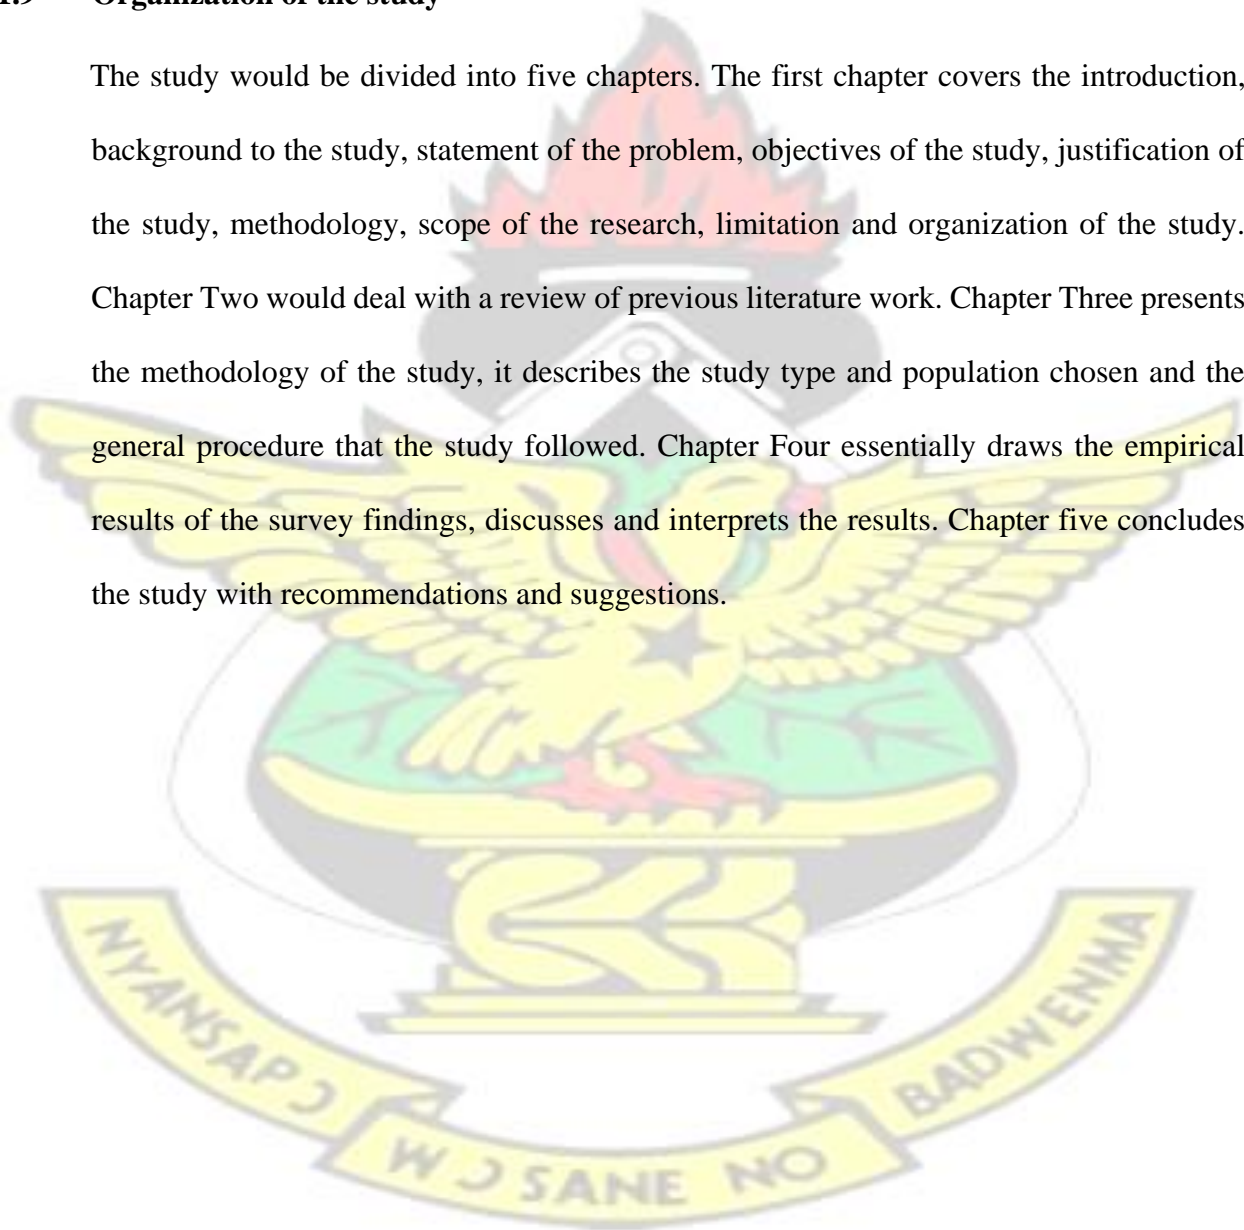 1.9 Organization of the study
The study would be divided into five chapters. The first chapter covers the introduction,
background to the study, statement of the problem, objectives of the study, justification of
the study, methodology, scope of the research, limitation and organization of the study.
Chapter Two would deal with a review of previous literature work. Chapter Three presents
the methodology of the study, it describes the study type and population chosen and the
general procedure that the study followed. Chapter Four essentially draws the empirical
results of the survey findings, discusses and interprets the results. Chapter five concludes
the study with recommendations and suggestions.
NYANSAPƆ
WƆ SANE NO
BADWENMA